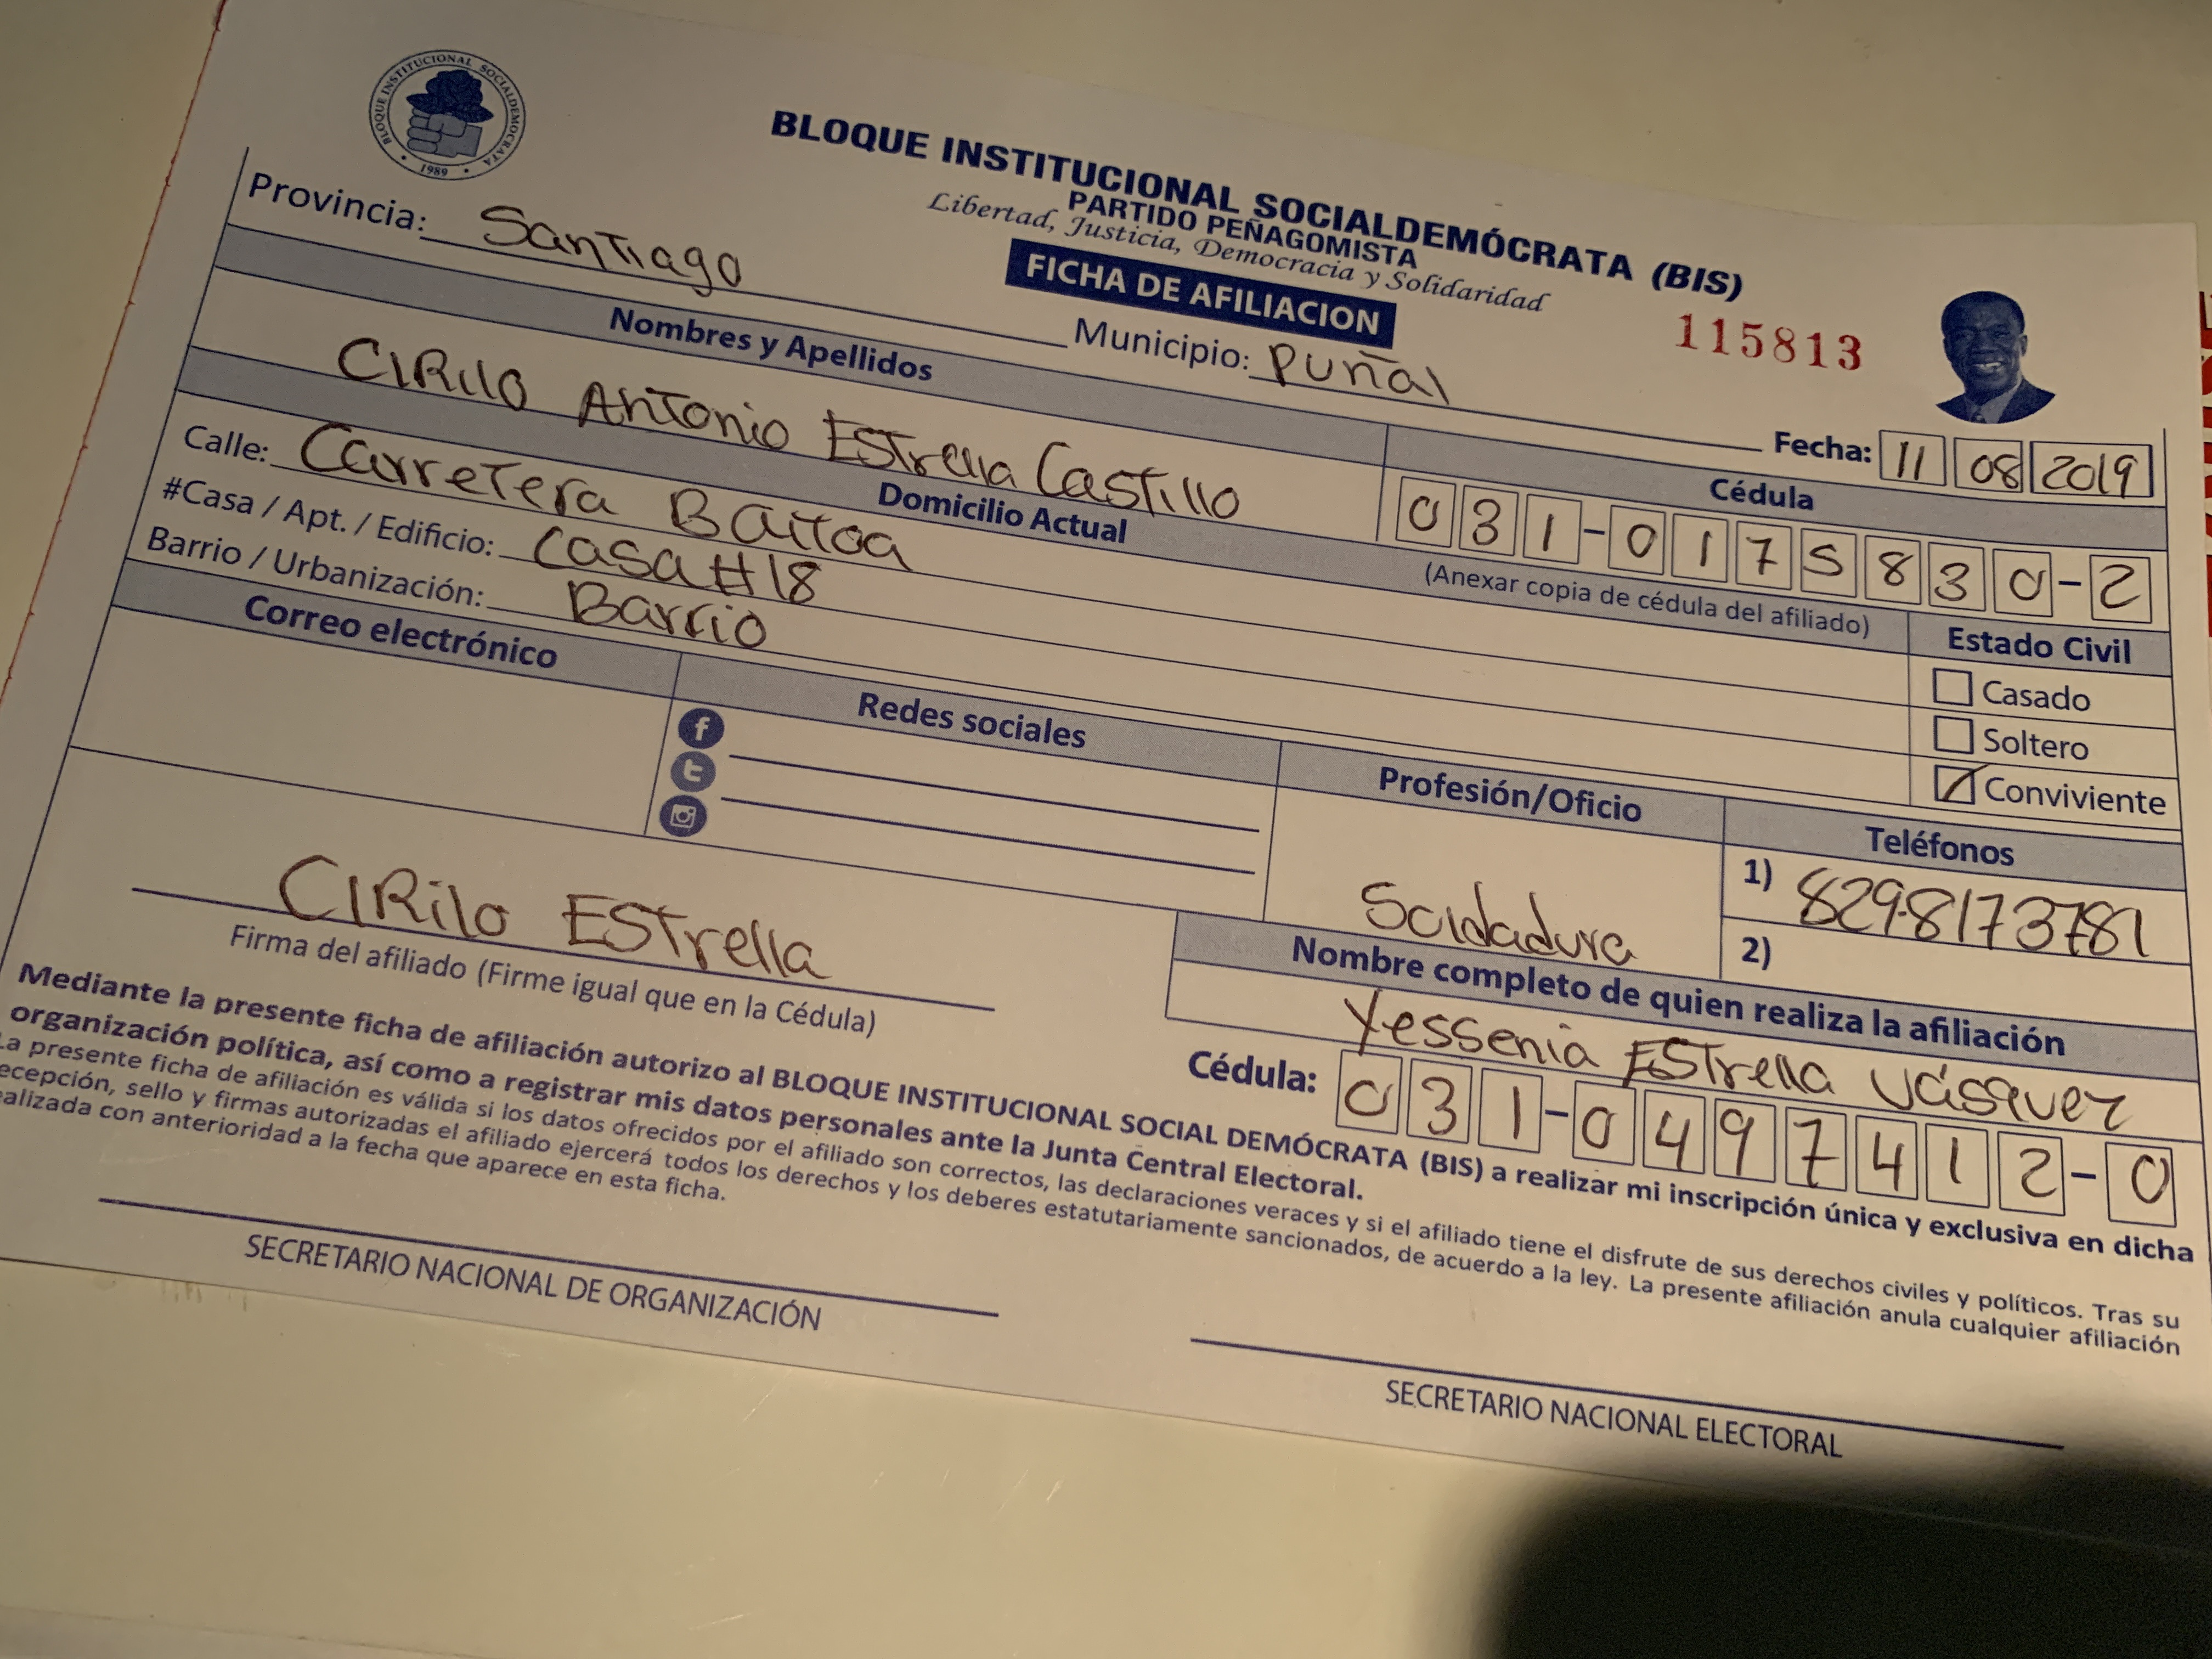 BLOQUE INSTITUCIONAL SOCIALDEMOCRATA
1989
BLOQUE INSTITUCIONAL SOCIALDEMÓCRATA (BIS)
PARTIDO PEÑAGOMISTA
Libertad, Justicia, Democracia y Solidaridad
FICHA DE AFILIACION
115813
Provincia: Santiago
Municipio: Puñal
Fecha: 11 08 2019
Nombres y Apellidos
Cédula
CIRilo Antonio Estrella Castillo
031-0175830-2
Domicilio Actual
(Anexar copia de cédula del afiliado)
Calle: Carretera Baitoa
#Casa / Apt. / Edificio: casa #18
Barrio / Urbanización: Barrio
Estado Civil
Casado
Soltero
Conviviente
Correo electrónico
Redes sociales
Profesión/Oficio
Teléfonos
Soldadura
1) 829-8173781
2)
CIRilo EStrella
Firma del afiliado (Firme igual que en la Cédula)
Nombre completo de quien realiza la afiliación
Yessenia EStrella Vásquez
Cédula: 031-0497412-0
Mediante la presente ficha de afiliación autorizo al BLOQUE INSTITUCIONAL SOCIAL DEMÓCRATA (BIS) a realizar mi inscripción única y exclusiva en dicha
organización política, así como a registrar mis datos personales ante la Junta Central Electoral.
La presente ficha de afiliación es válida si los datos ofrecidos por el afiliado son correctos, las declaraciones veraces y si el afiliado tiene el disfrute de sus derechos civiles y políticos. Tras su
ecepción, sello y firmas autorizadas el afiliado ejercerá todos los derechos y los deberes estatutariamente sancionados, de acuerdo a la ley. La presente afiliación anula cualquier afiliación
alizada con anterioridad a la fecha que aparece en esta ficha.
SECRETARIO NACIONAL DE ORGANIZACIÓN
SECRETARIO NACIONAL ELECTORAL